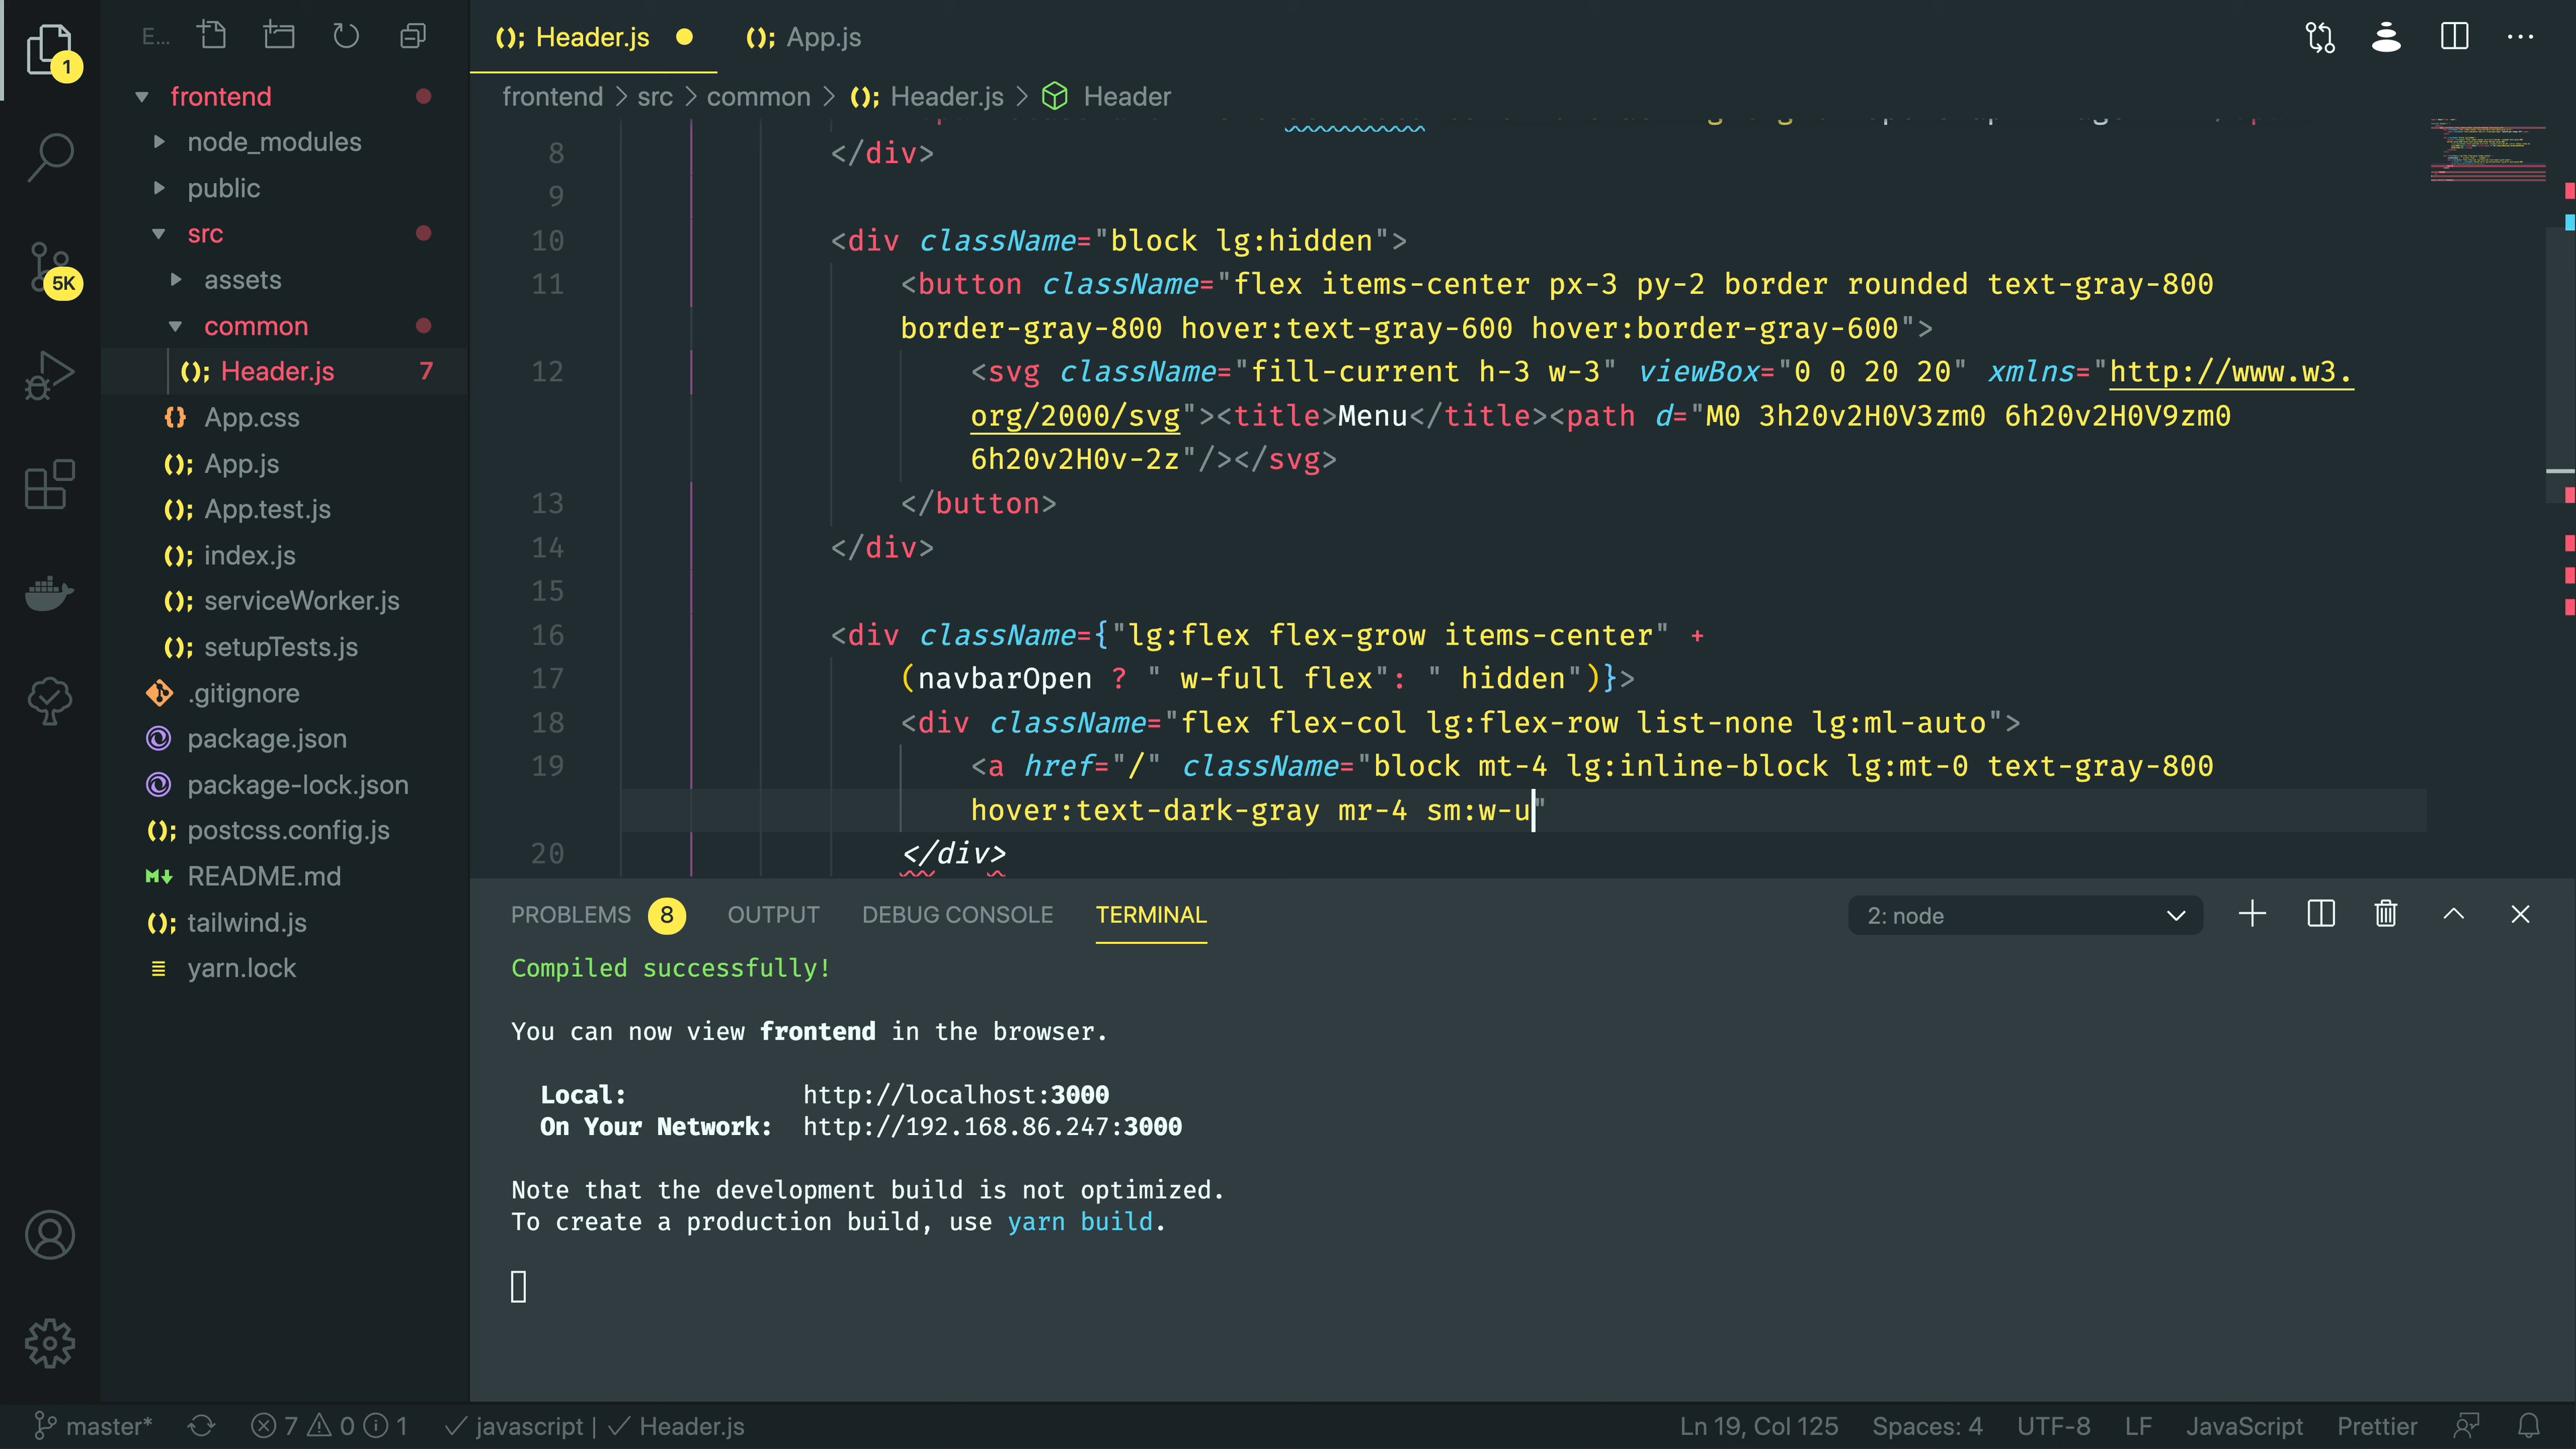 1
E...
Header.js
App.js
frontend
node_modules
public
src
5K
assets
common
Header.js 7
App.css
App.js
App.test.js
index.js
serviceWorker.js
setupTests.js
.gitignore
package.json
package-lock.json
postcss.config.js
README.md
tailwind.js
yarn.lock
frontend > src > common > Header.js > Header
8 </div>
9
10 <div className="block lg:hidden">
11 <button className="flex items-center px-3 py-2 border rounded text-gray-800
border-gray-800 hover:text-gray-600 hover:border-gray-600">
12 <svg className="fill-current h-3 w-3" viewBox="0 0 20 20" xmlns="http://www.w3.
org/2000/svg"><title>Menu</title><path d="M0 3h20v2H0V3zm0 6h20v2H0V9zm0
6h20v2H0v-2z"/></svg>
13 </button>
14 </div>
15
16 <div className={"lg:flex flex-grow items-center" +
17 (navbarOpen ? " w-full flex": " hidden")}>
18 <div className="flex flex-col lg:flex-row list-none lg:ml-auto">
19 <a href="/" className="block mt-4 lg:inline-block lg:mt-0 text-gray-800
hover:text-dark-gray mr-4 sm:w-u"
20 </div>
PROBLEMS 8 OUTPUT DEBUG CONSOLE TERMINAL 2: node
Compiled successfully!
You can now view frontend in the browser.
Local: http://localhost:3000
On Your Network: http://192.168.86.247:3000
Note that the development build is not optimized.
To create a production build, use yarn build.
master* 7 0 1 javascript | Header.js Ln 19, Col 125 Spaces: 4 UTF-8 LF JavaScript Prettier